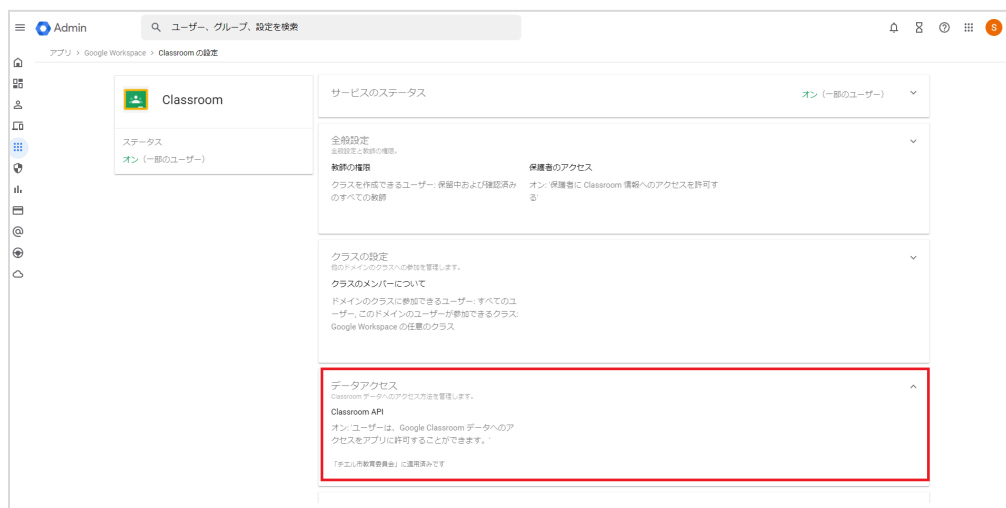 Admin
ユーザー、グループ、設定を検索
S
アプリ > Google Workspace > Classroom の設定
Classroom
ステータス
オン（一部のユーザー）
サービスのステータス
オン（一部のユーザー）
全般設定
全般設定と教師の権限。
教師の権限
クラスを作成できるユーザー: 保留中および確認済み
のすべての教師
保護者のアクセス
オン: '保護者に Classroom 情報へのアクセスを許可す
る'
クラスの設定
他のドメインのクラスへの参加を管理します。
クラスのメンバーについて
ドメインのクラスに参加できるユーザー: すべてのユ
ーザー, このドメインのユーザーが参加できるクラス:
Google Workspace の任意のクラス
データアクセス
Classroom データへのアクセス方法を管理します。
Classroom API
オン: 'ユーザーは、Google Classroom データへのア
クセスをアプリに許可することができます。'
「チエル市教育委員会」に適用済みです